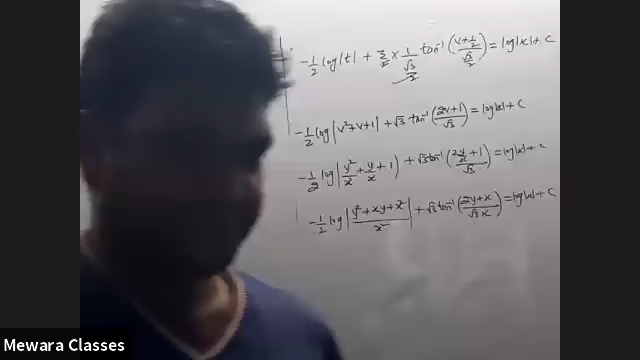 -1/2 log|t| + 3/2 × 1/(√3/2) tan⁻¹((v+1/2)/(√3/2)) = log|x| + C
-1/2 log|v²+v+1| + √3 tan⁻¹((2v+1)/√3) = log|x| + C
-1/2 log|y²/x² + y/x + 1| + √3 tan⁻¹((2y/x + 1)/√3) = log|x| + C
-1/2 log|(y²+xy+x²)/x²| + √3 tan⁻¹((2y+x)/(√3 x)) = log|x| + C
Mewara Classes